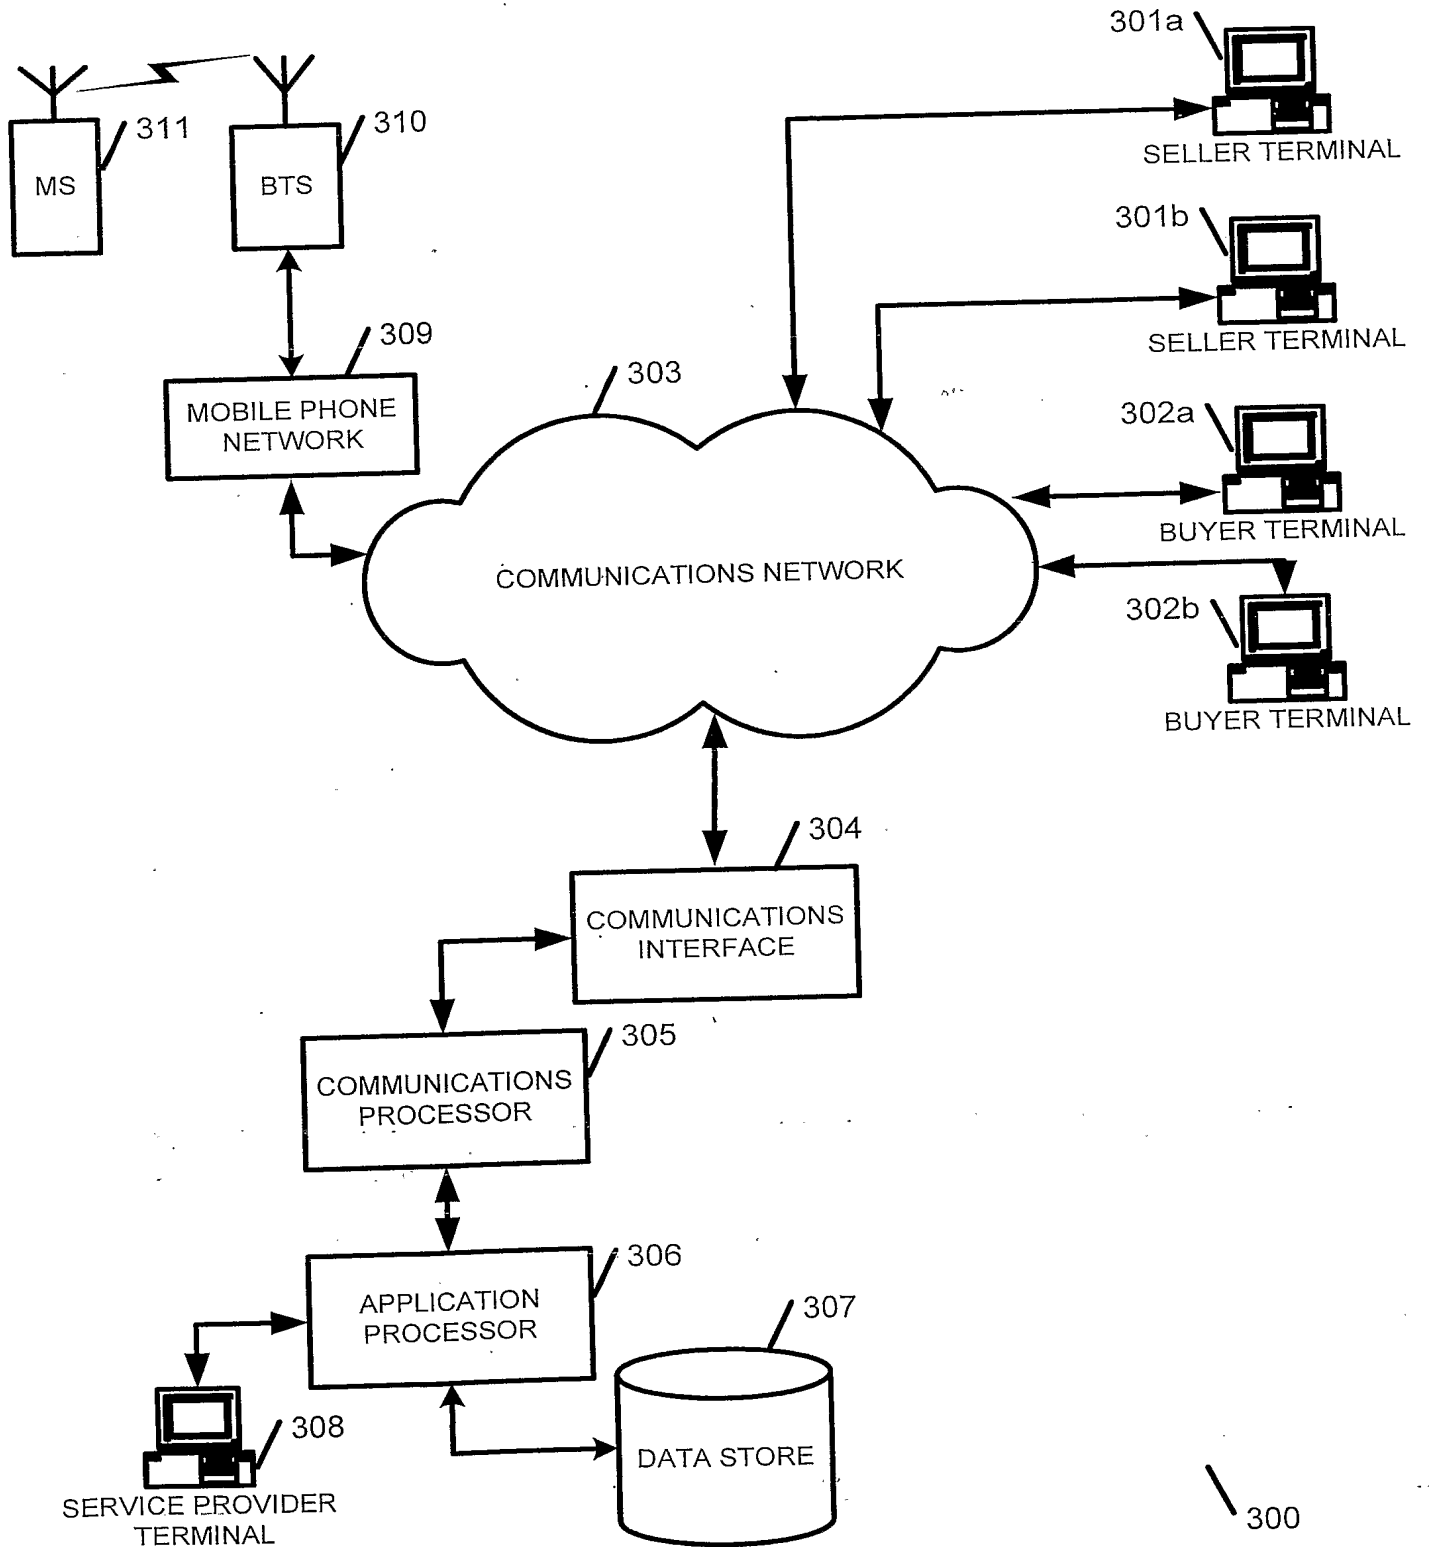 301a
SELLER TERMINAL
311
310
MS
BTS
301b
SELLER TERMINAL
309
MOBILE PHONE
NETWORK
303
302a
BUYER TERMINAL
COMMUNICATIONS NETWORK
302b
BUYER TERMINAL
304
COMMUNICATIONS
INTERFACE
305
COMMUNICATIONS
PROCESSOR
306
APPLICATION
PROCESSOR
307
DATA STORE
308
SERVICE PROVIDER
TERMINAL
300